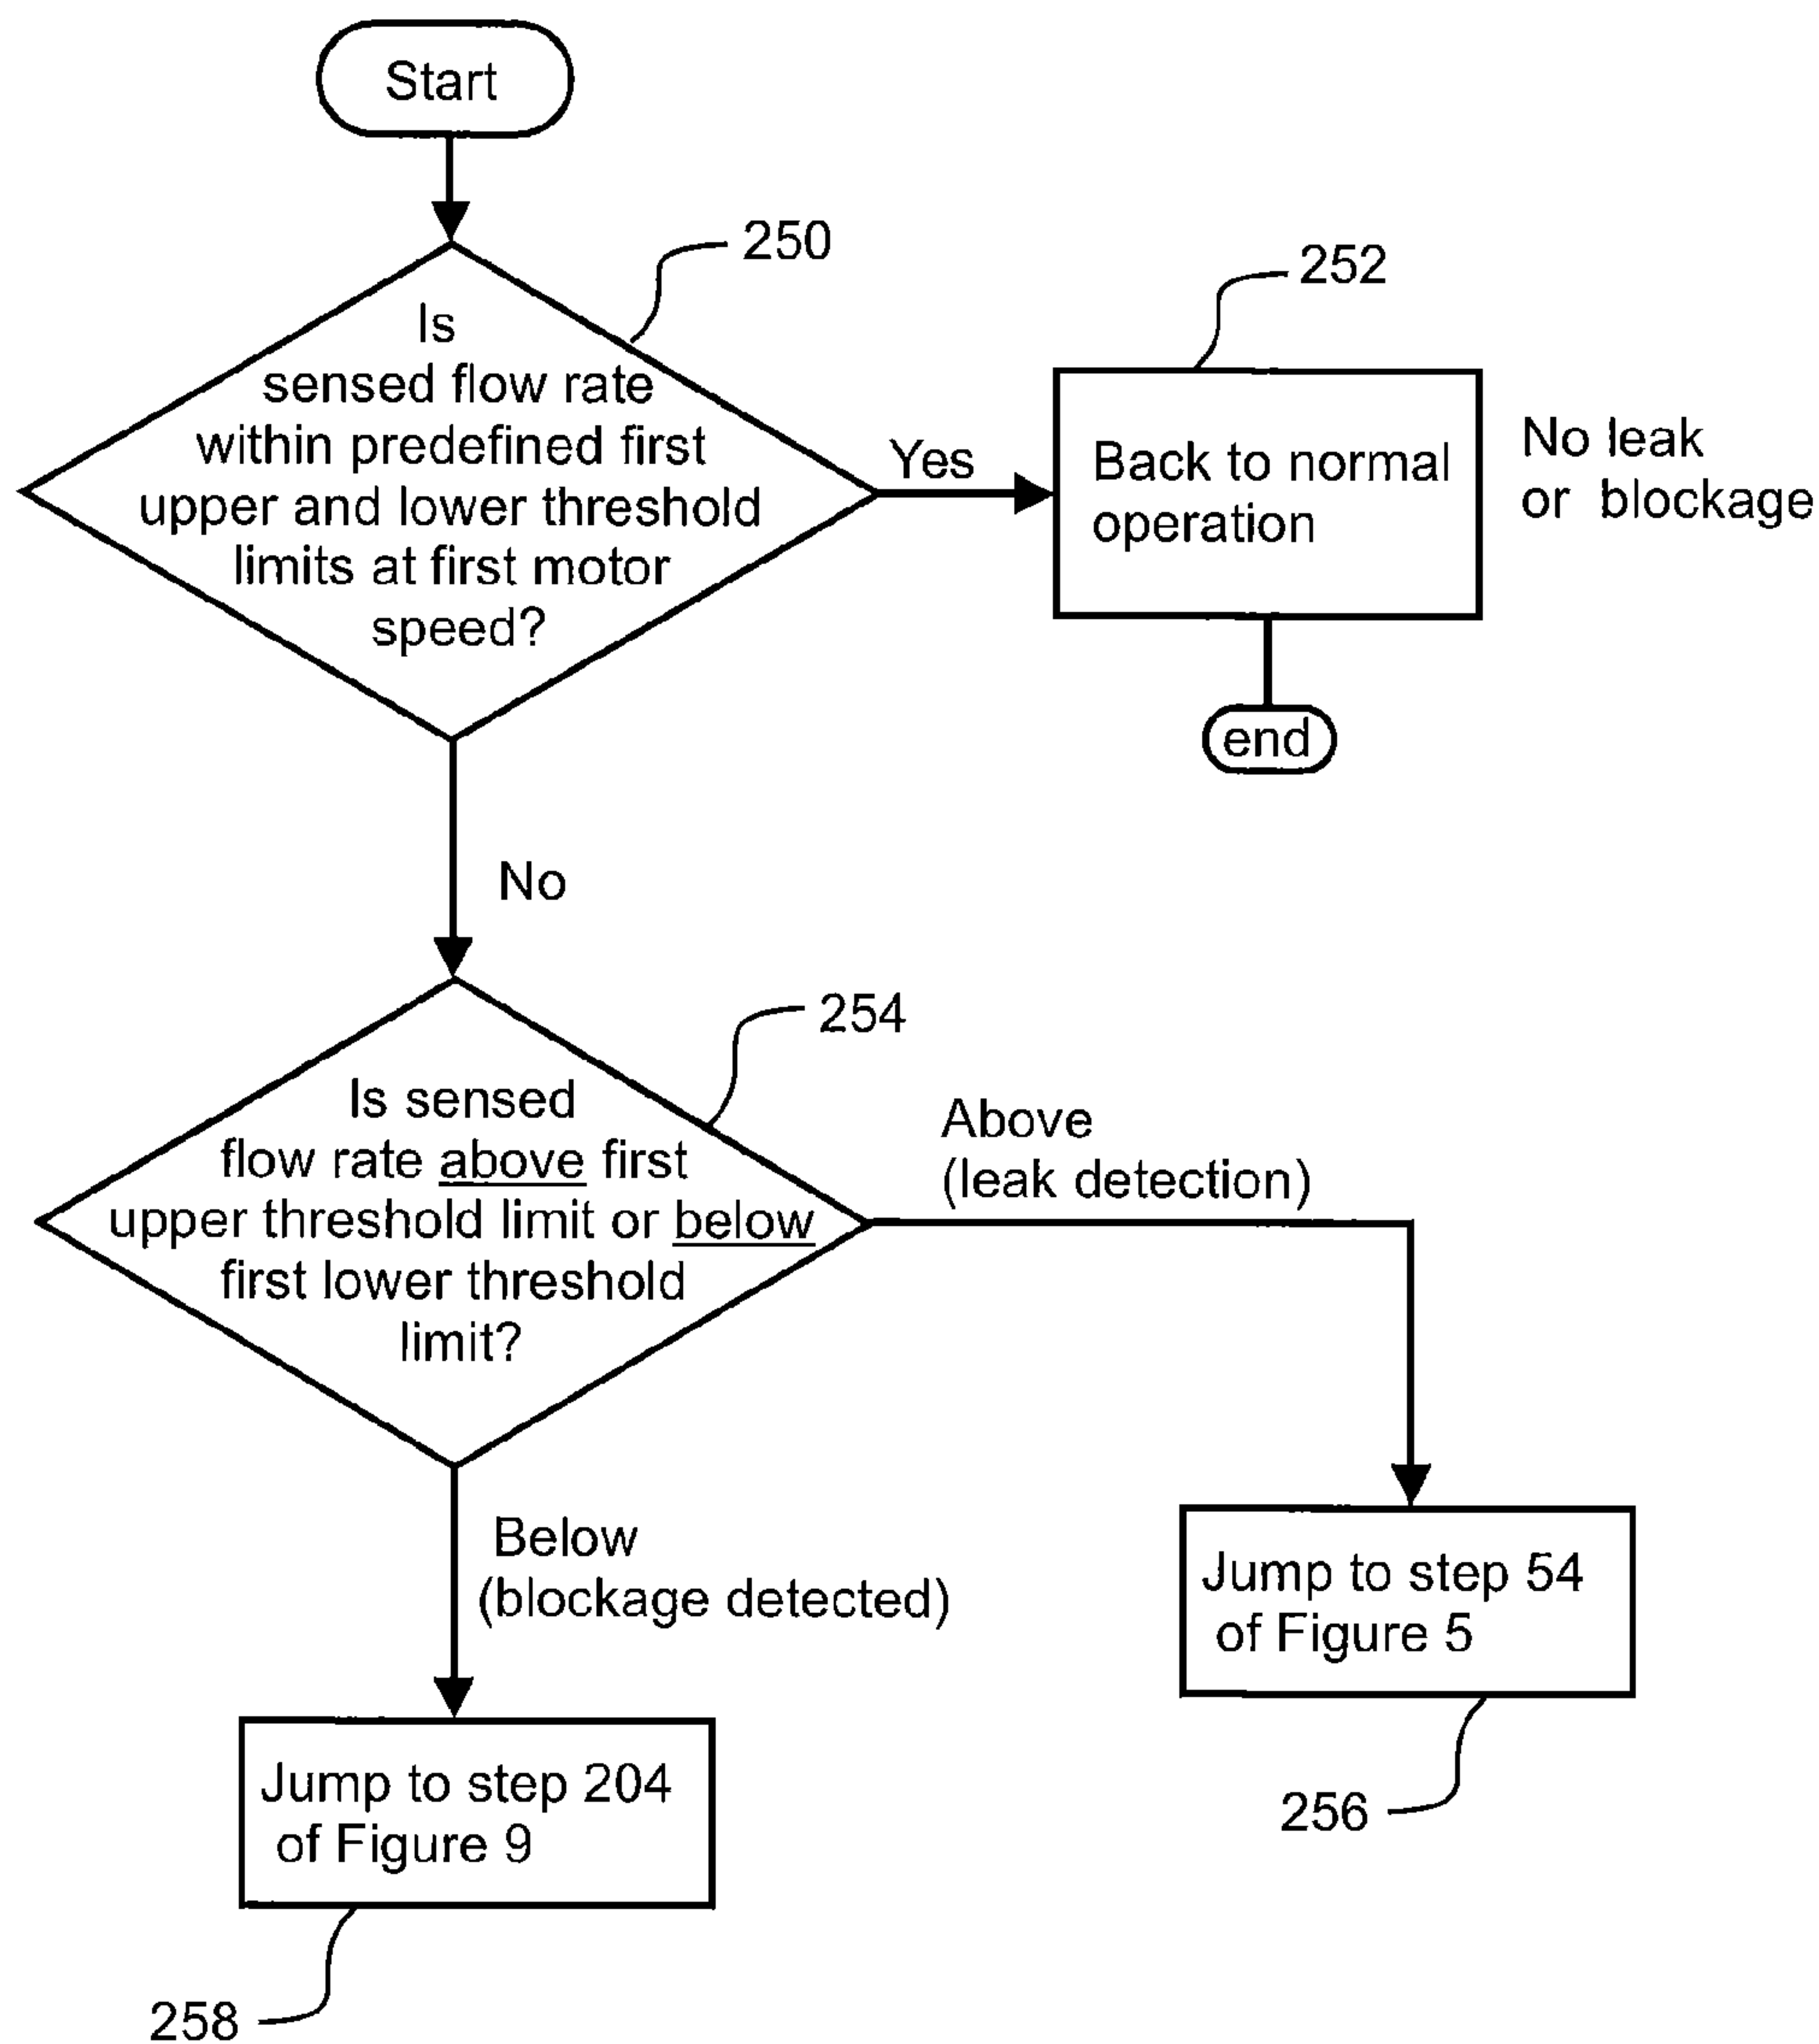 Start
250
Is
sensed flow rate
within predefined first
upper and lower threshold
limits at first motor
speed?
Yes
252
Back to normal
operation
No leak
or blockage
end
No
254
Is sensed
flow rate above first
upper threshold limit or below
first lower threshold
limit?
Above
(leak detection)
Jump to step 54
of Figure 5
256
Below
(blockage detected)
Jump to step 204
of Figure 9
258